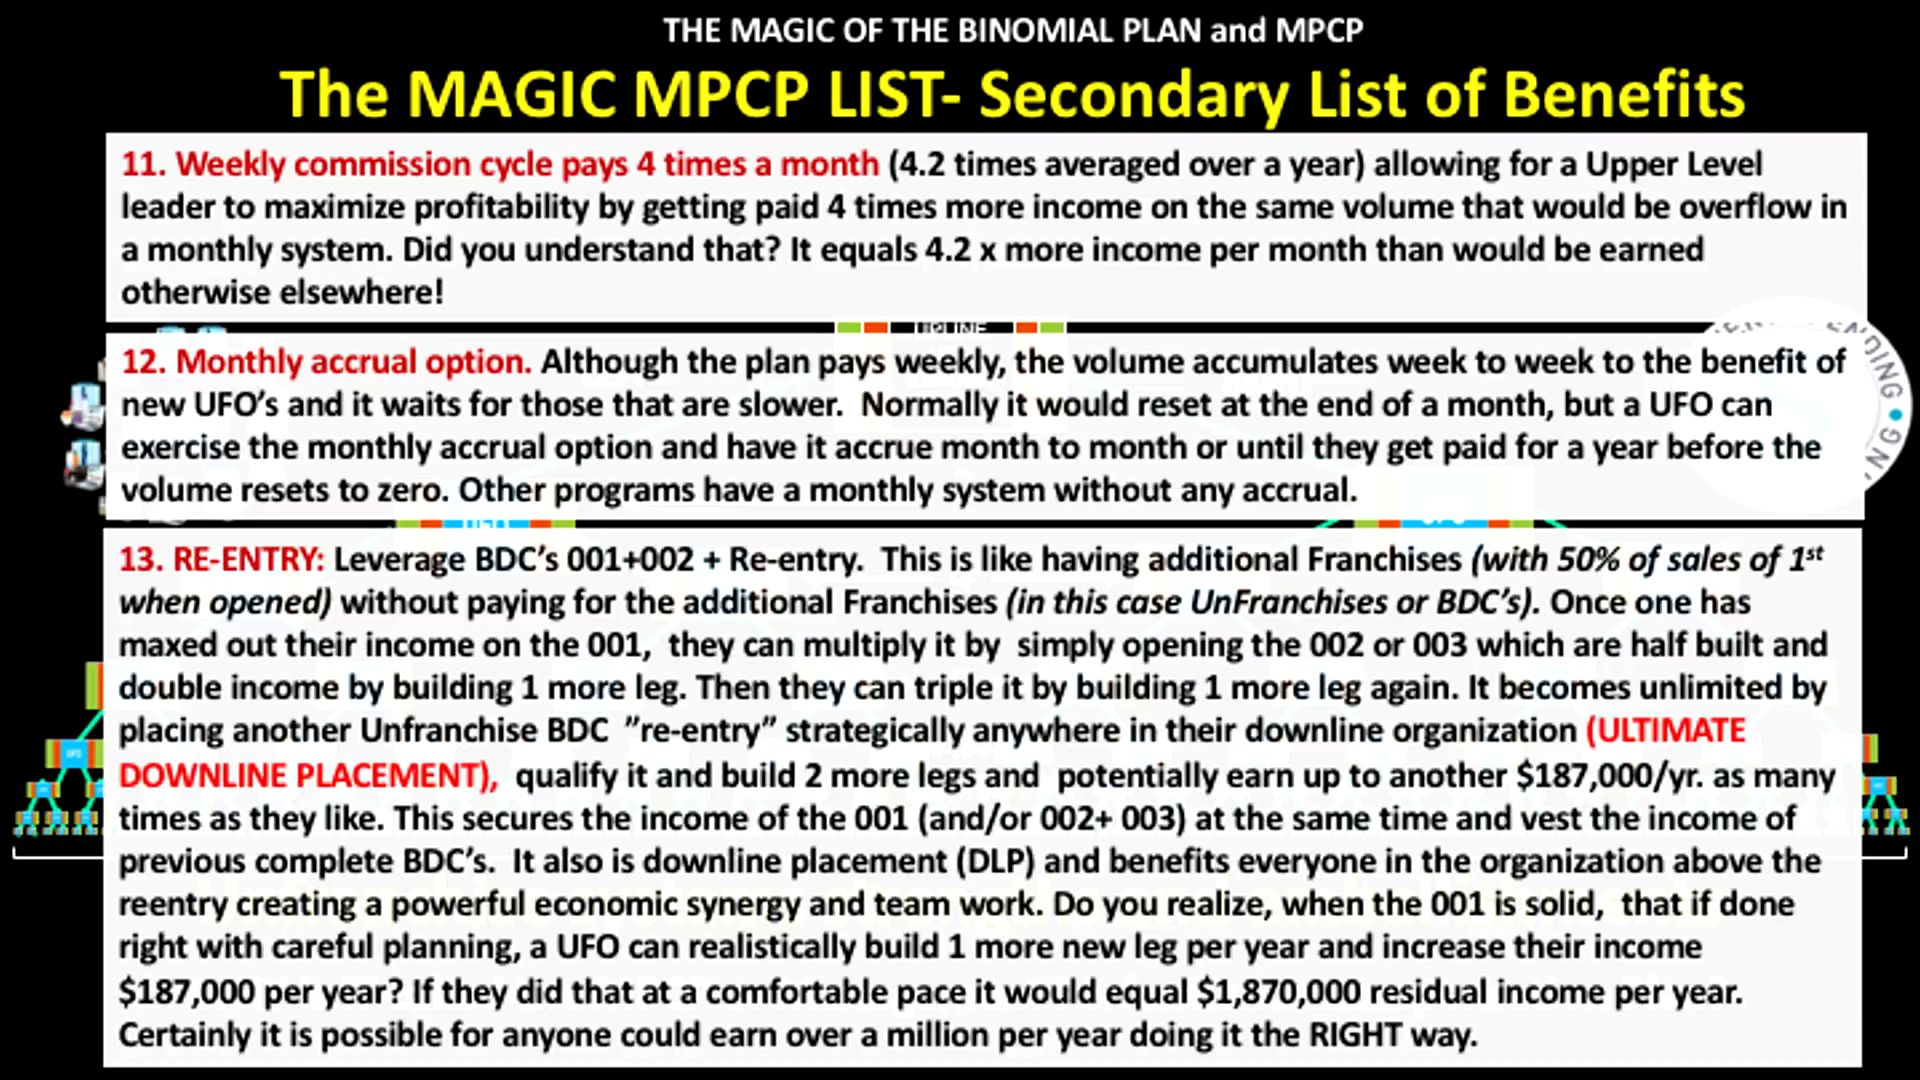 THE MAGIC OF THE BINOMIAL PLAN and MPCP
The MAGIC MPCP LIST- Secondary List of Benefits
11. Weekly commission cycle pays 4 times a month (4.2 times averaged over a year) allowing for a Upper Level
leader to maximize profitability by getting paid 4 times more income on the same volume that would be overflow in
a monthly system. Did you understand that? It equals 4.2 x more income per month than would be earned
otherwise elsewhere!
12. Monthly accrual option. Although the plan pays weekly, the volume accumulates week to week to the benefit of
new UFO’s and it waits for those that are slower.  Normally it would reset at the end of a month, but a UFO can
exercise the monthly accrual option and have it accrue month to month or until they get paid for a year before the
volume resets to zero. Other programs have a monthly system without any accrual.
13. RE-ENTRY: Leverage BDC’s 001+002 + Re-entry.  This is like having additional Franchises (with 50% of sales of 1st
when opened) without paying for the additional Franchises (in this case UnFranchises or BDC’s). Once one has
maxed out their income on the 001,  they can multiply it by  simply opening the 002 or 003 which are half built and
double income by building 1 more leg. Then they can triple it by building 1 more leg again. It becomes unlimited by
placing another Unfranchise BDC  ”re-entry” strategically anywhere in their downline organization (ULTIMATE
DOWNLINE PLACEMENT),  qualify it and build 2 more legs and  potentially earn up to another $187,000/yr. as many
times as they like. This secures the income of the 001 (and/or 002+ 003) at the same time and vest the income of
previous complete BDC’s.  It also is downline placement (DLP) and benefits everyone in the organization above the
reentry creating a powerful economic synergy and team work. Do you realize, when the 001 is solid,  that if done
right with careful planning, a UFO can realistically build 1 more new leg per year and increase their income
$187,000 per year? If they did that at a comfortable pace it would equal $1,870,000 residual income per year.
Certainly it is possible for anyone could earn over a million per year doing it the RIGHT way.